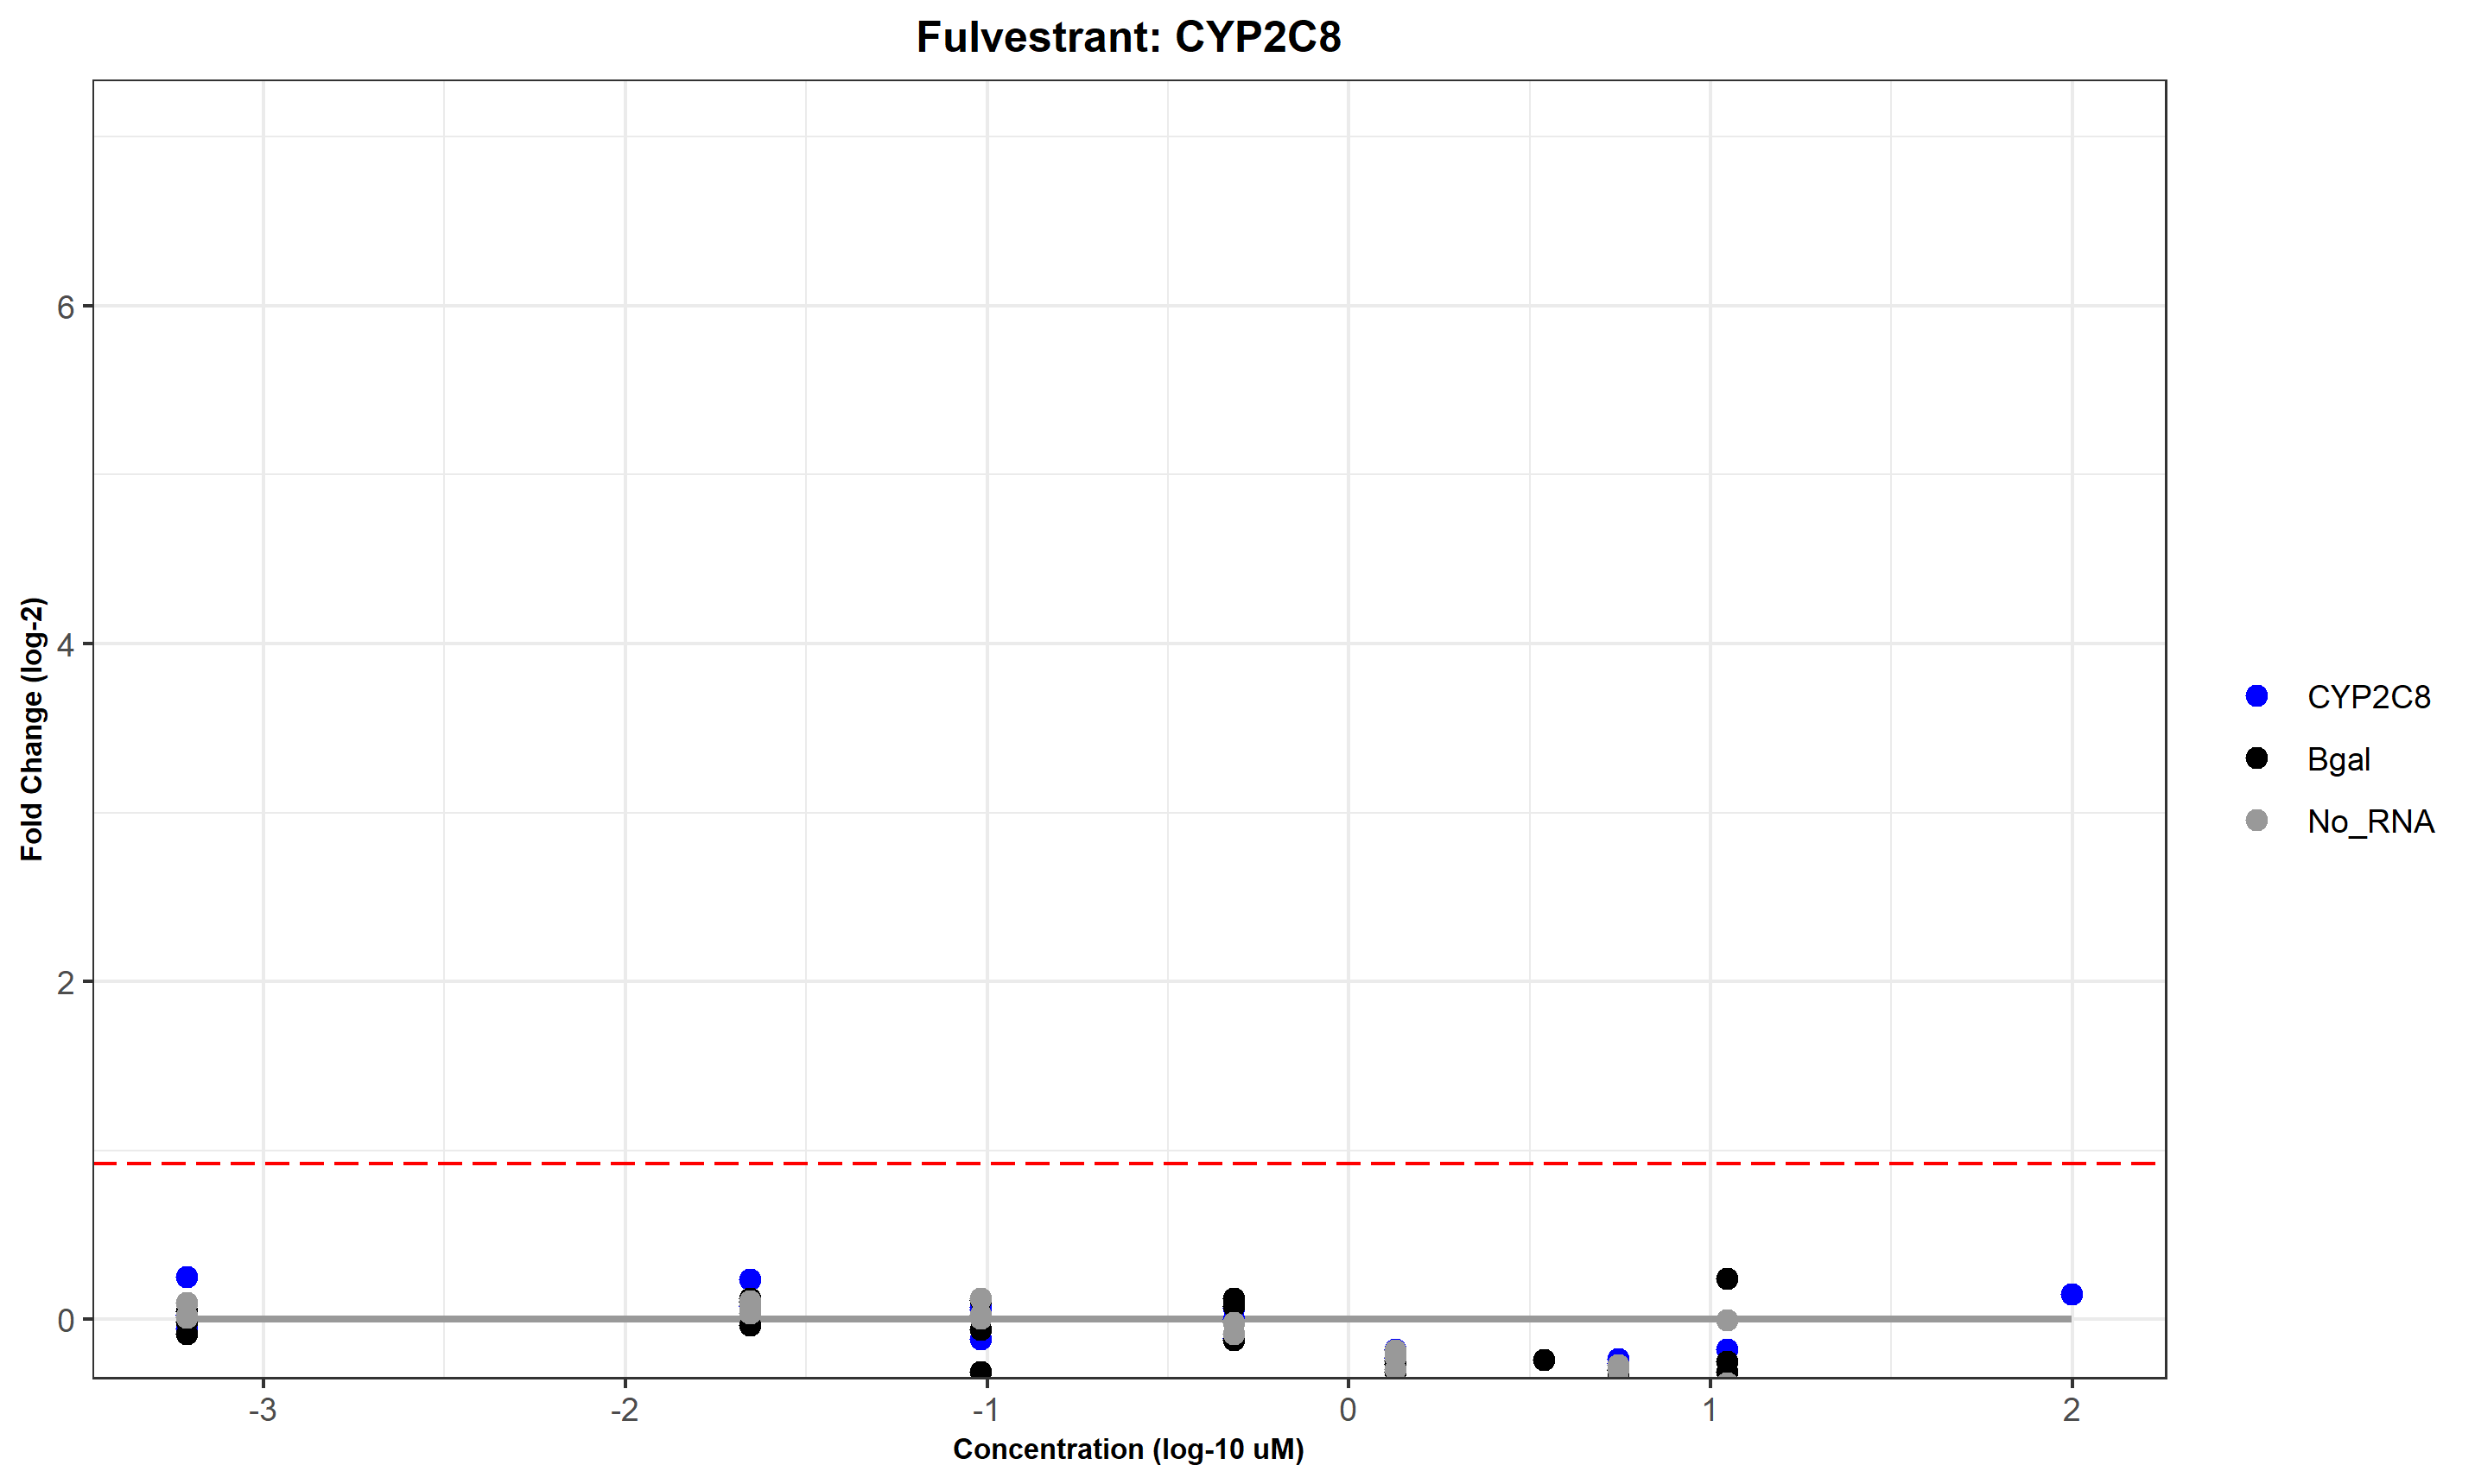 Fulvestrant: CYP2C8
Fold Change (log-2)
6
4
2
0
-3
-2
-1
0
1
2
Concentration (log-10 uM)
CYP2C8
Bgal
No_RNA